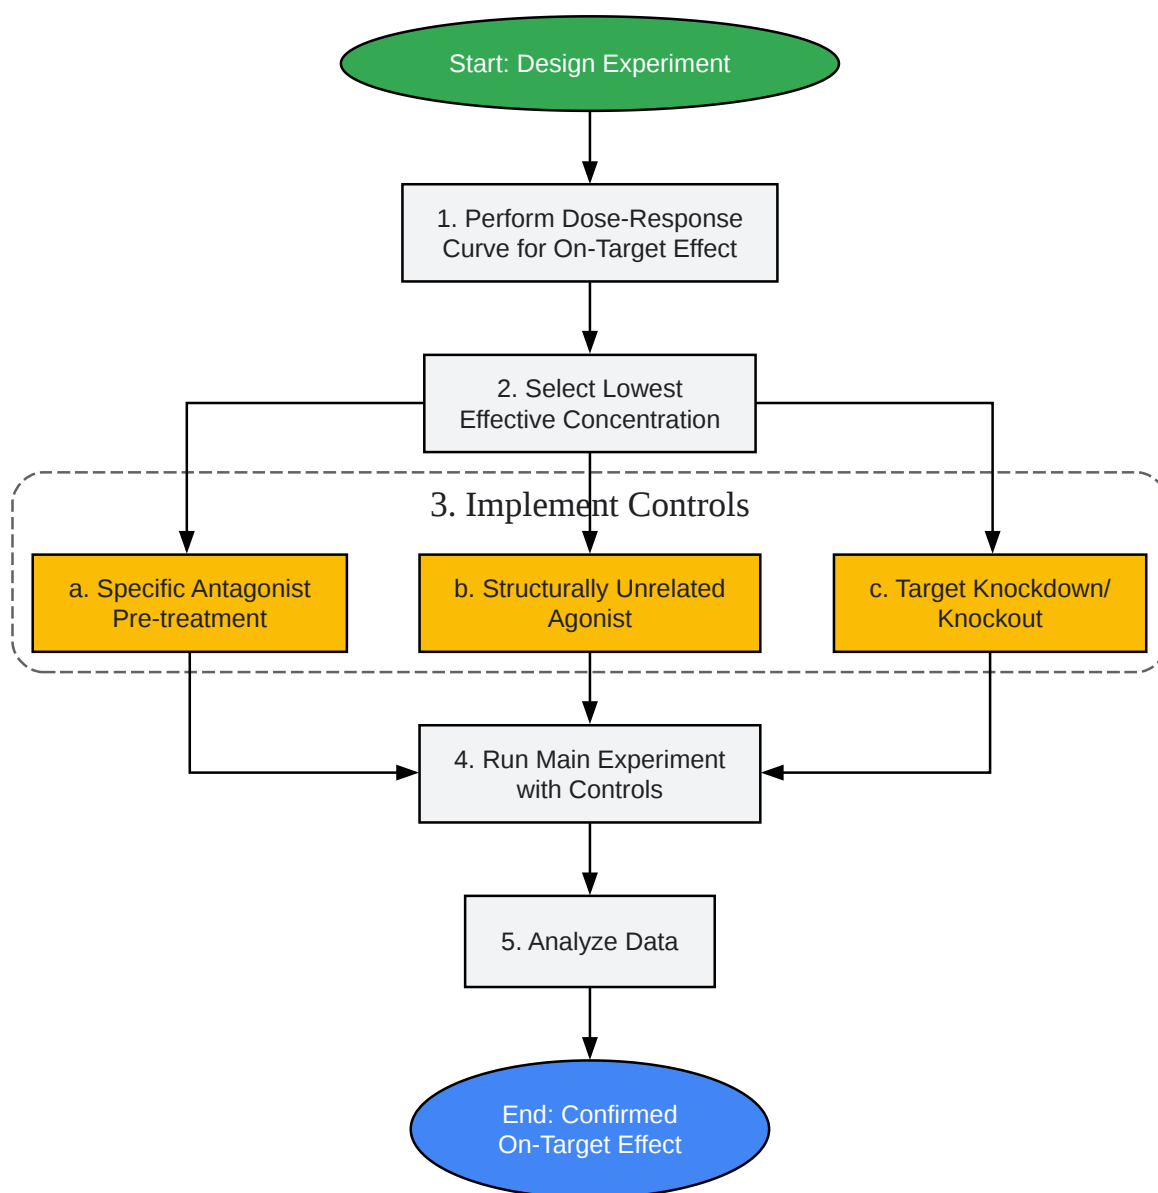 Start: Design Experiment
1. Perform Dose-Response
Curve for On-Target Effect
2. Select Lowest
Effective Concentration
3. Implement Controls
a. Specific Antagonist
Pre-treatment
b. Structurally Unrelated
Agonist
c. Target Knockdown/
Knockout
4. Run Main Experiment
with Controls
5. Analyze Data
End: Confirmed
On-Target Effect